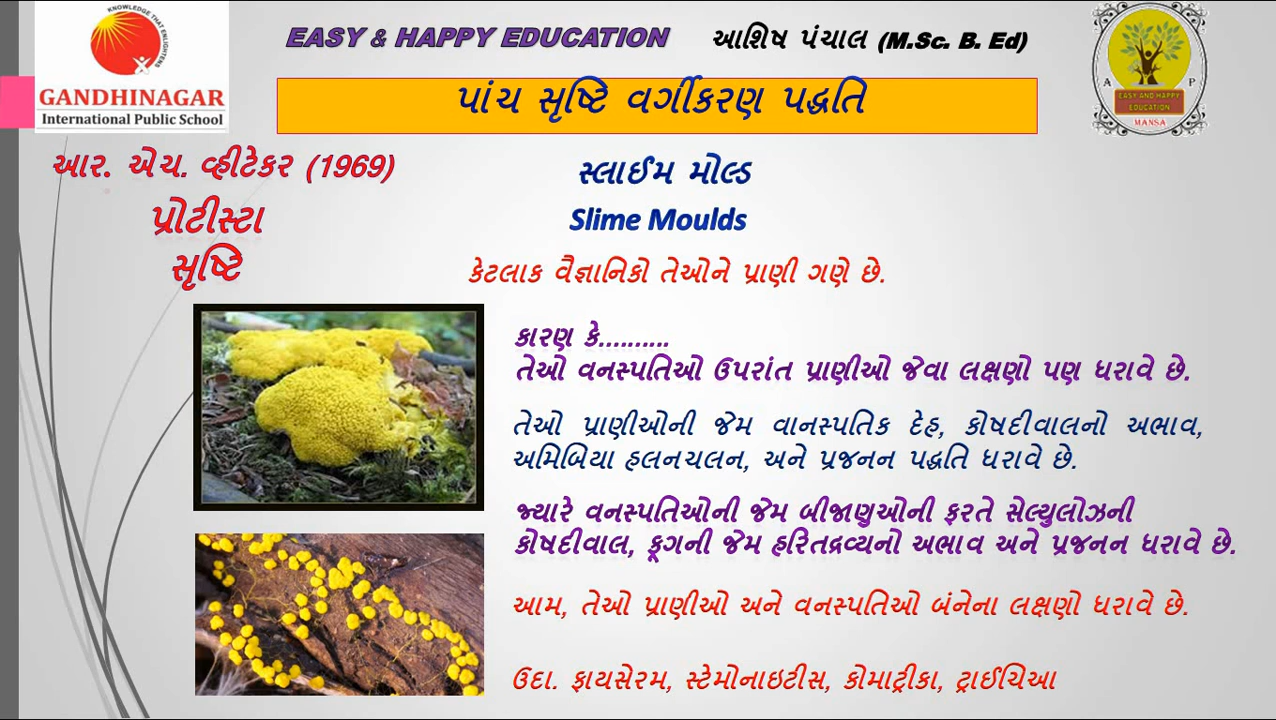 KNOWLEDGE THAT ENLIGHTENS
GANDHINAGAR
International Public School
EASY & HAPPY EDUCATION
આશિષ પંચાલ (M.Sc. B. Ed)
A P
EASY AND HAPPY
EDUCATION
MANSA
પાંચ સૃષ્ટિ વર્ગીકરણ પદ્ધતિ
આર. એચ. વ્હીટેકર (1969)
પ્રોટીસ્ટા
સૃષ્ટિ
સ્લાઈમ મોલ્ડ
Slime Moulds
કેટલાક વૈજ્ઞાનિકો તેઓને પ્રાણી ગણે છે.
કારણ કે..........
તેઓ વનસ્પતિઓ ઉપરાંત પ્રાણીઓ જેવા લક્ષણો પણ ધરાવે છે.
તેઓ પ્રાણીઓની જેમ વાનસ્પતિક દેહ, કોષદીવાલનો અભાવ,
અમિબિયા હલનચલન, અને પ્રજનન પદ્ધતિ ધરાવે છે.
જ્યારે વનસ્પતિઓની જેમ બીજાણુઓની ફરતે સેલ્યુલોઝની
કોષદીવાલ, ફૂગની જેમ હરિતદ્રવ્યનો અભાવ અને પ્રજનન ધરાવે છે.
આમ, તેઓ પ્રાણીઓ અને વનસ્પતિઓ બંનેના લક્ષણો ધરાવે છે.
ઉદા. ફાયસેરમ, સ્ટેમોનાઇટીસ, કોમાટ્રીકા, ટ્રાઈચિઆ